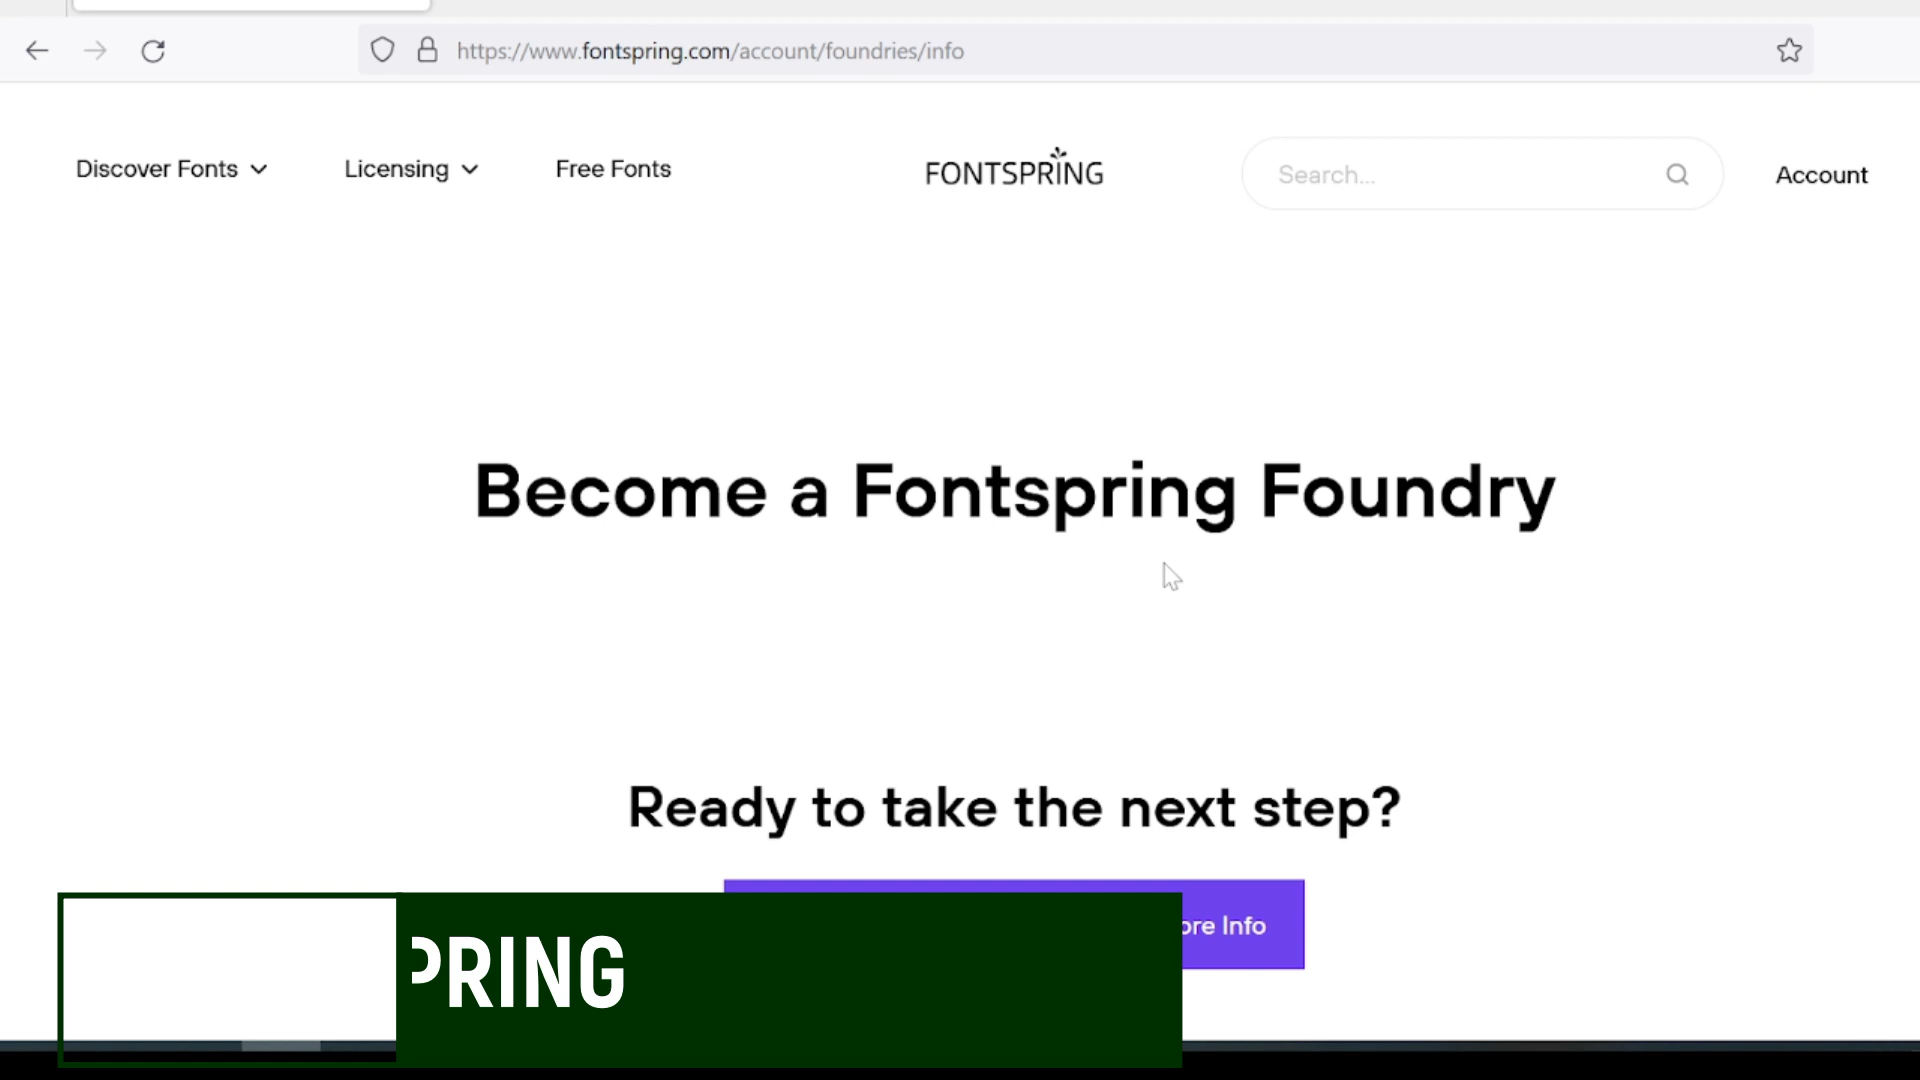 https://www.fontspring.com/account/foundries/info
Discover Fonts
Licensing
Free Fonts
FONTSPRING
Search...
Account
Become a Fontspring Foundry
Ready to take the next step?
Info
PRING